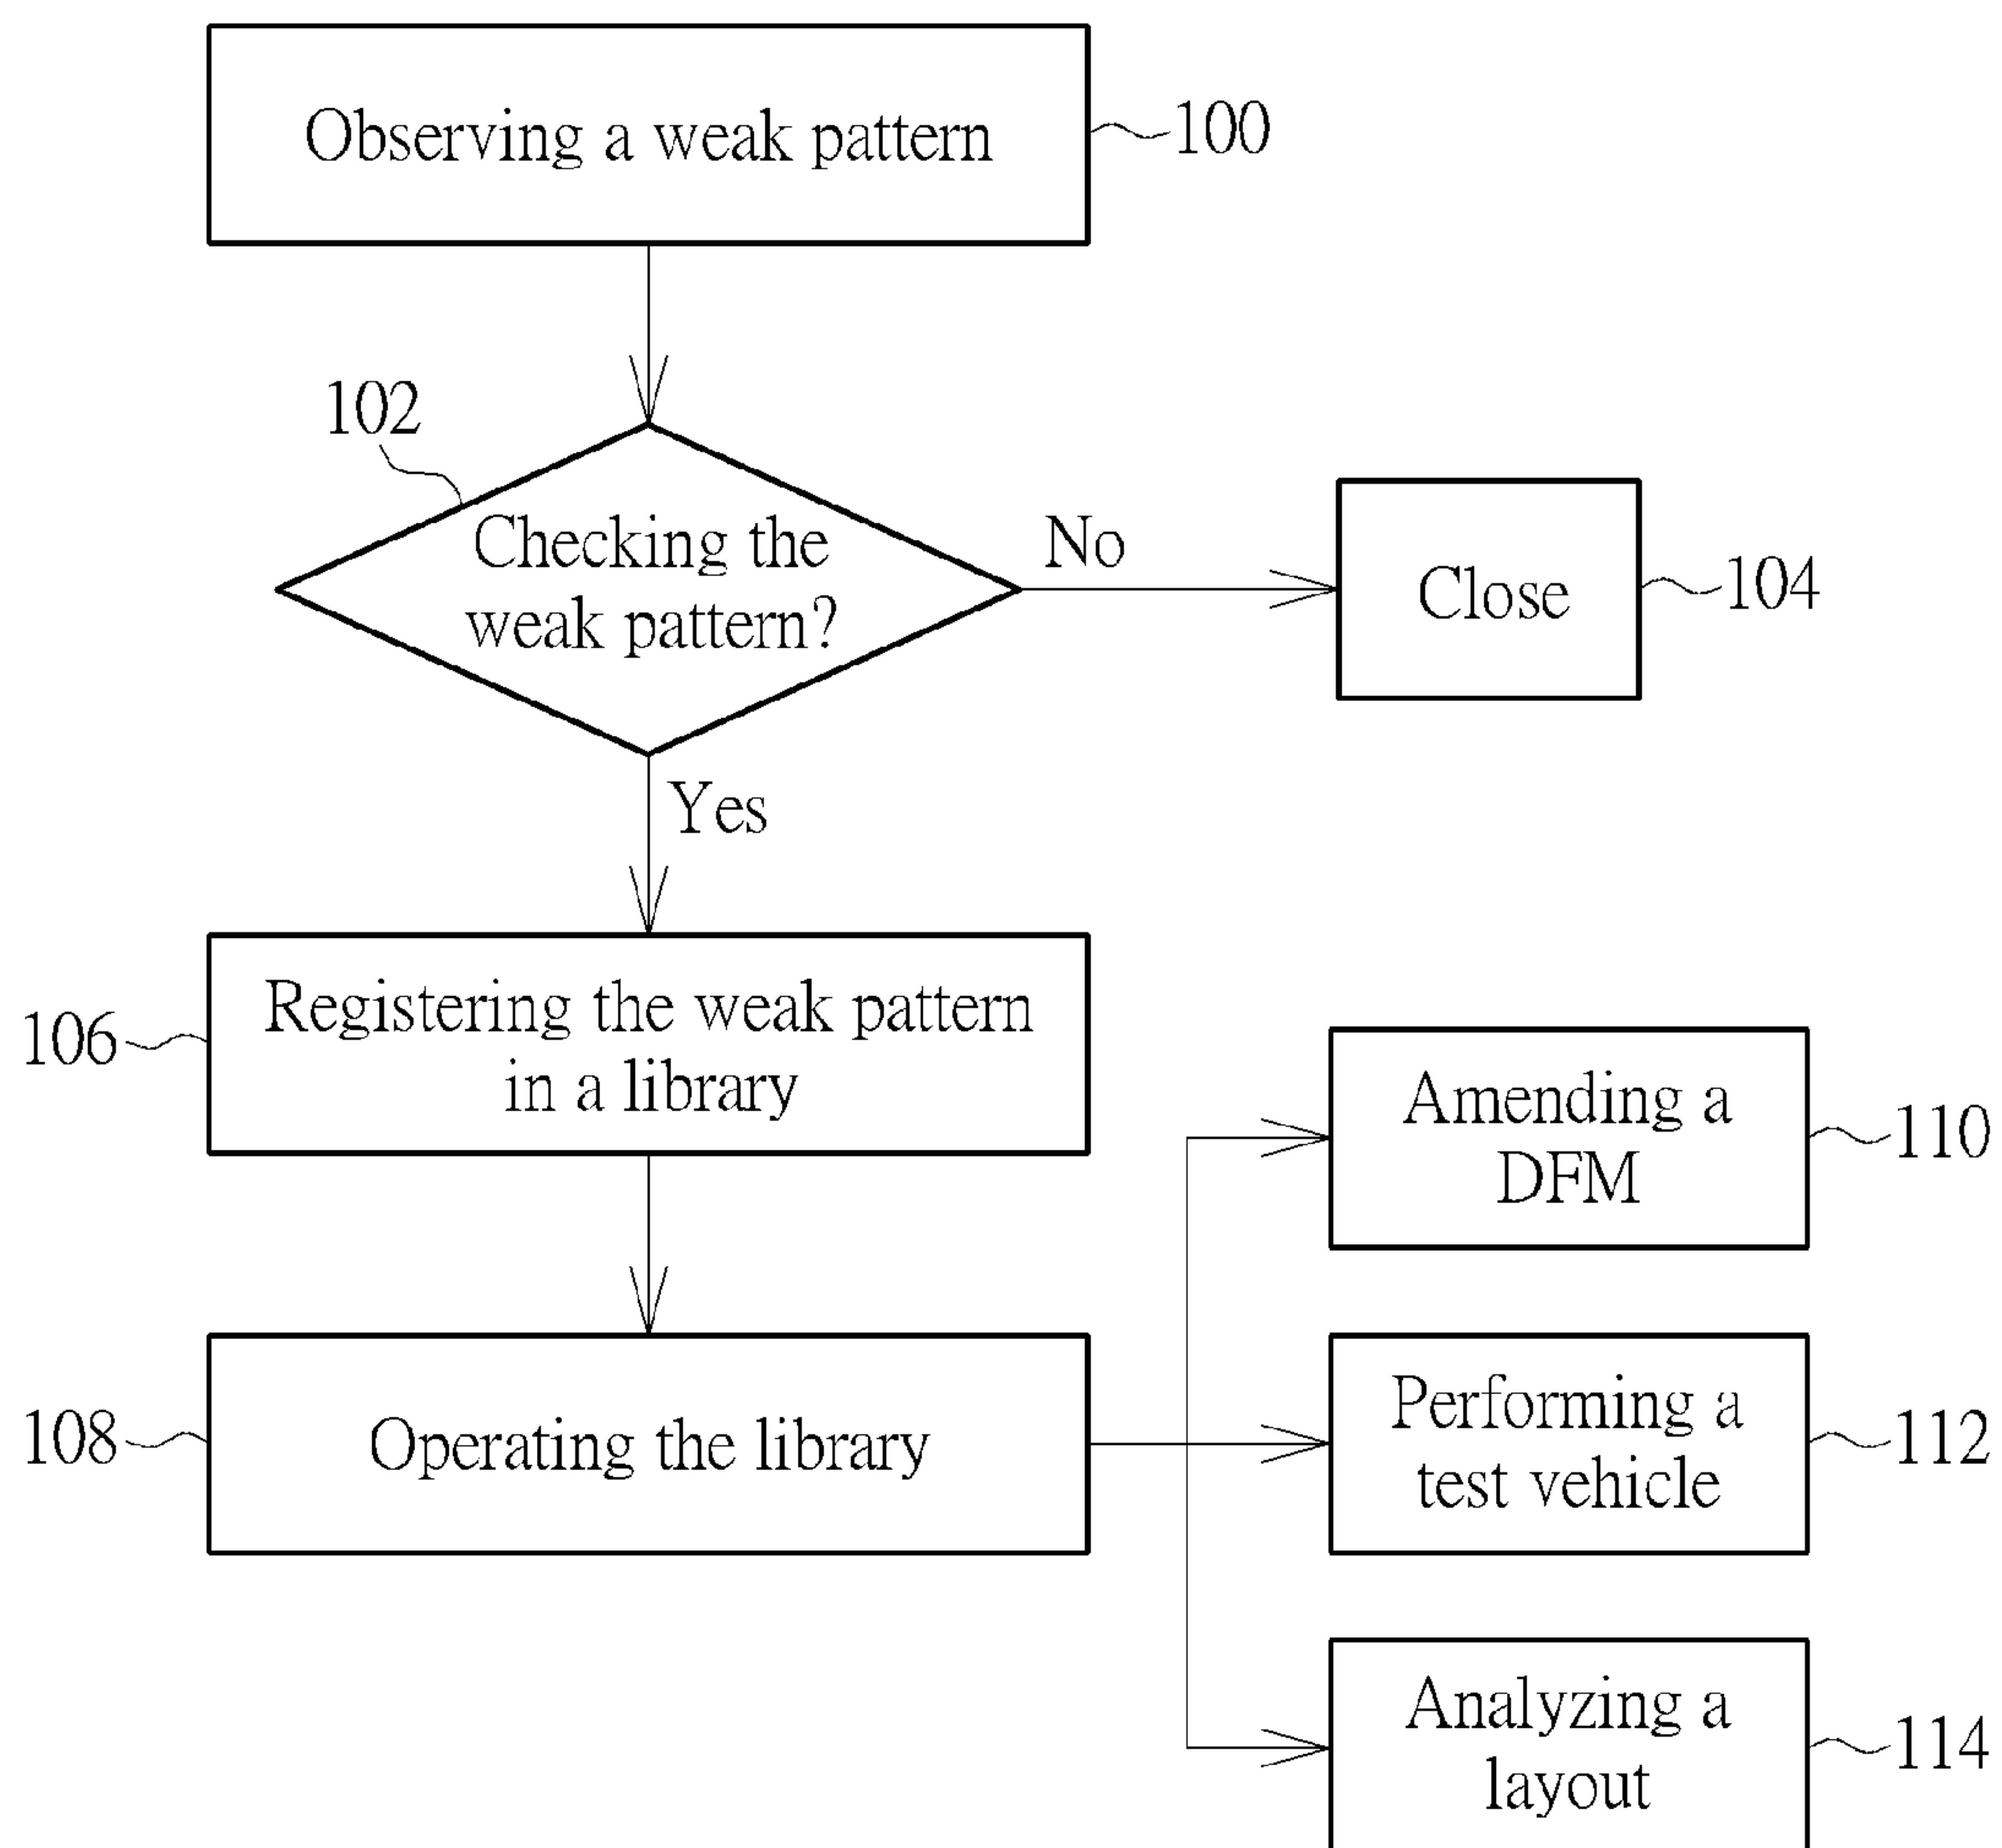 Observing a weak pattern
100
102
Checking the
weak pattern?
No
Close
104
Yes
Registering the weak pattern
in a library
106
Amending a
DFM
110
Operating the library
108
Performing a
test vehicle
112
Analyzing a
layout
114